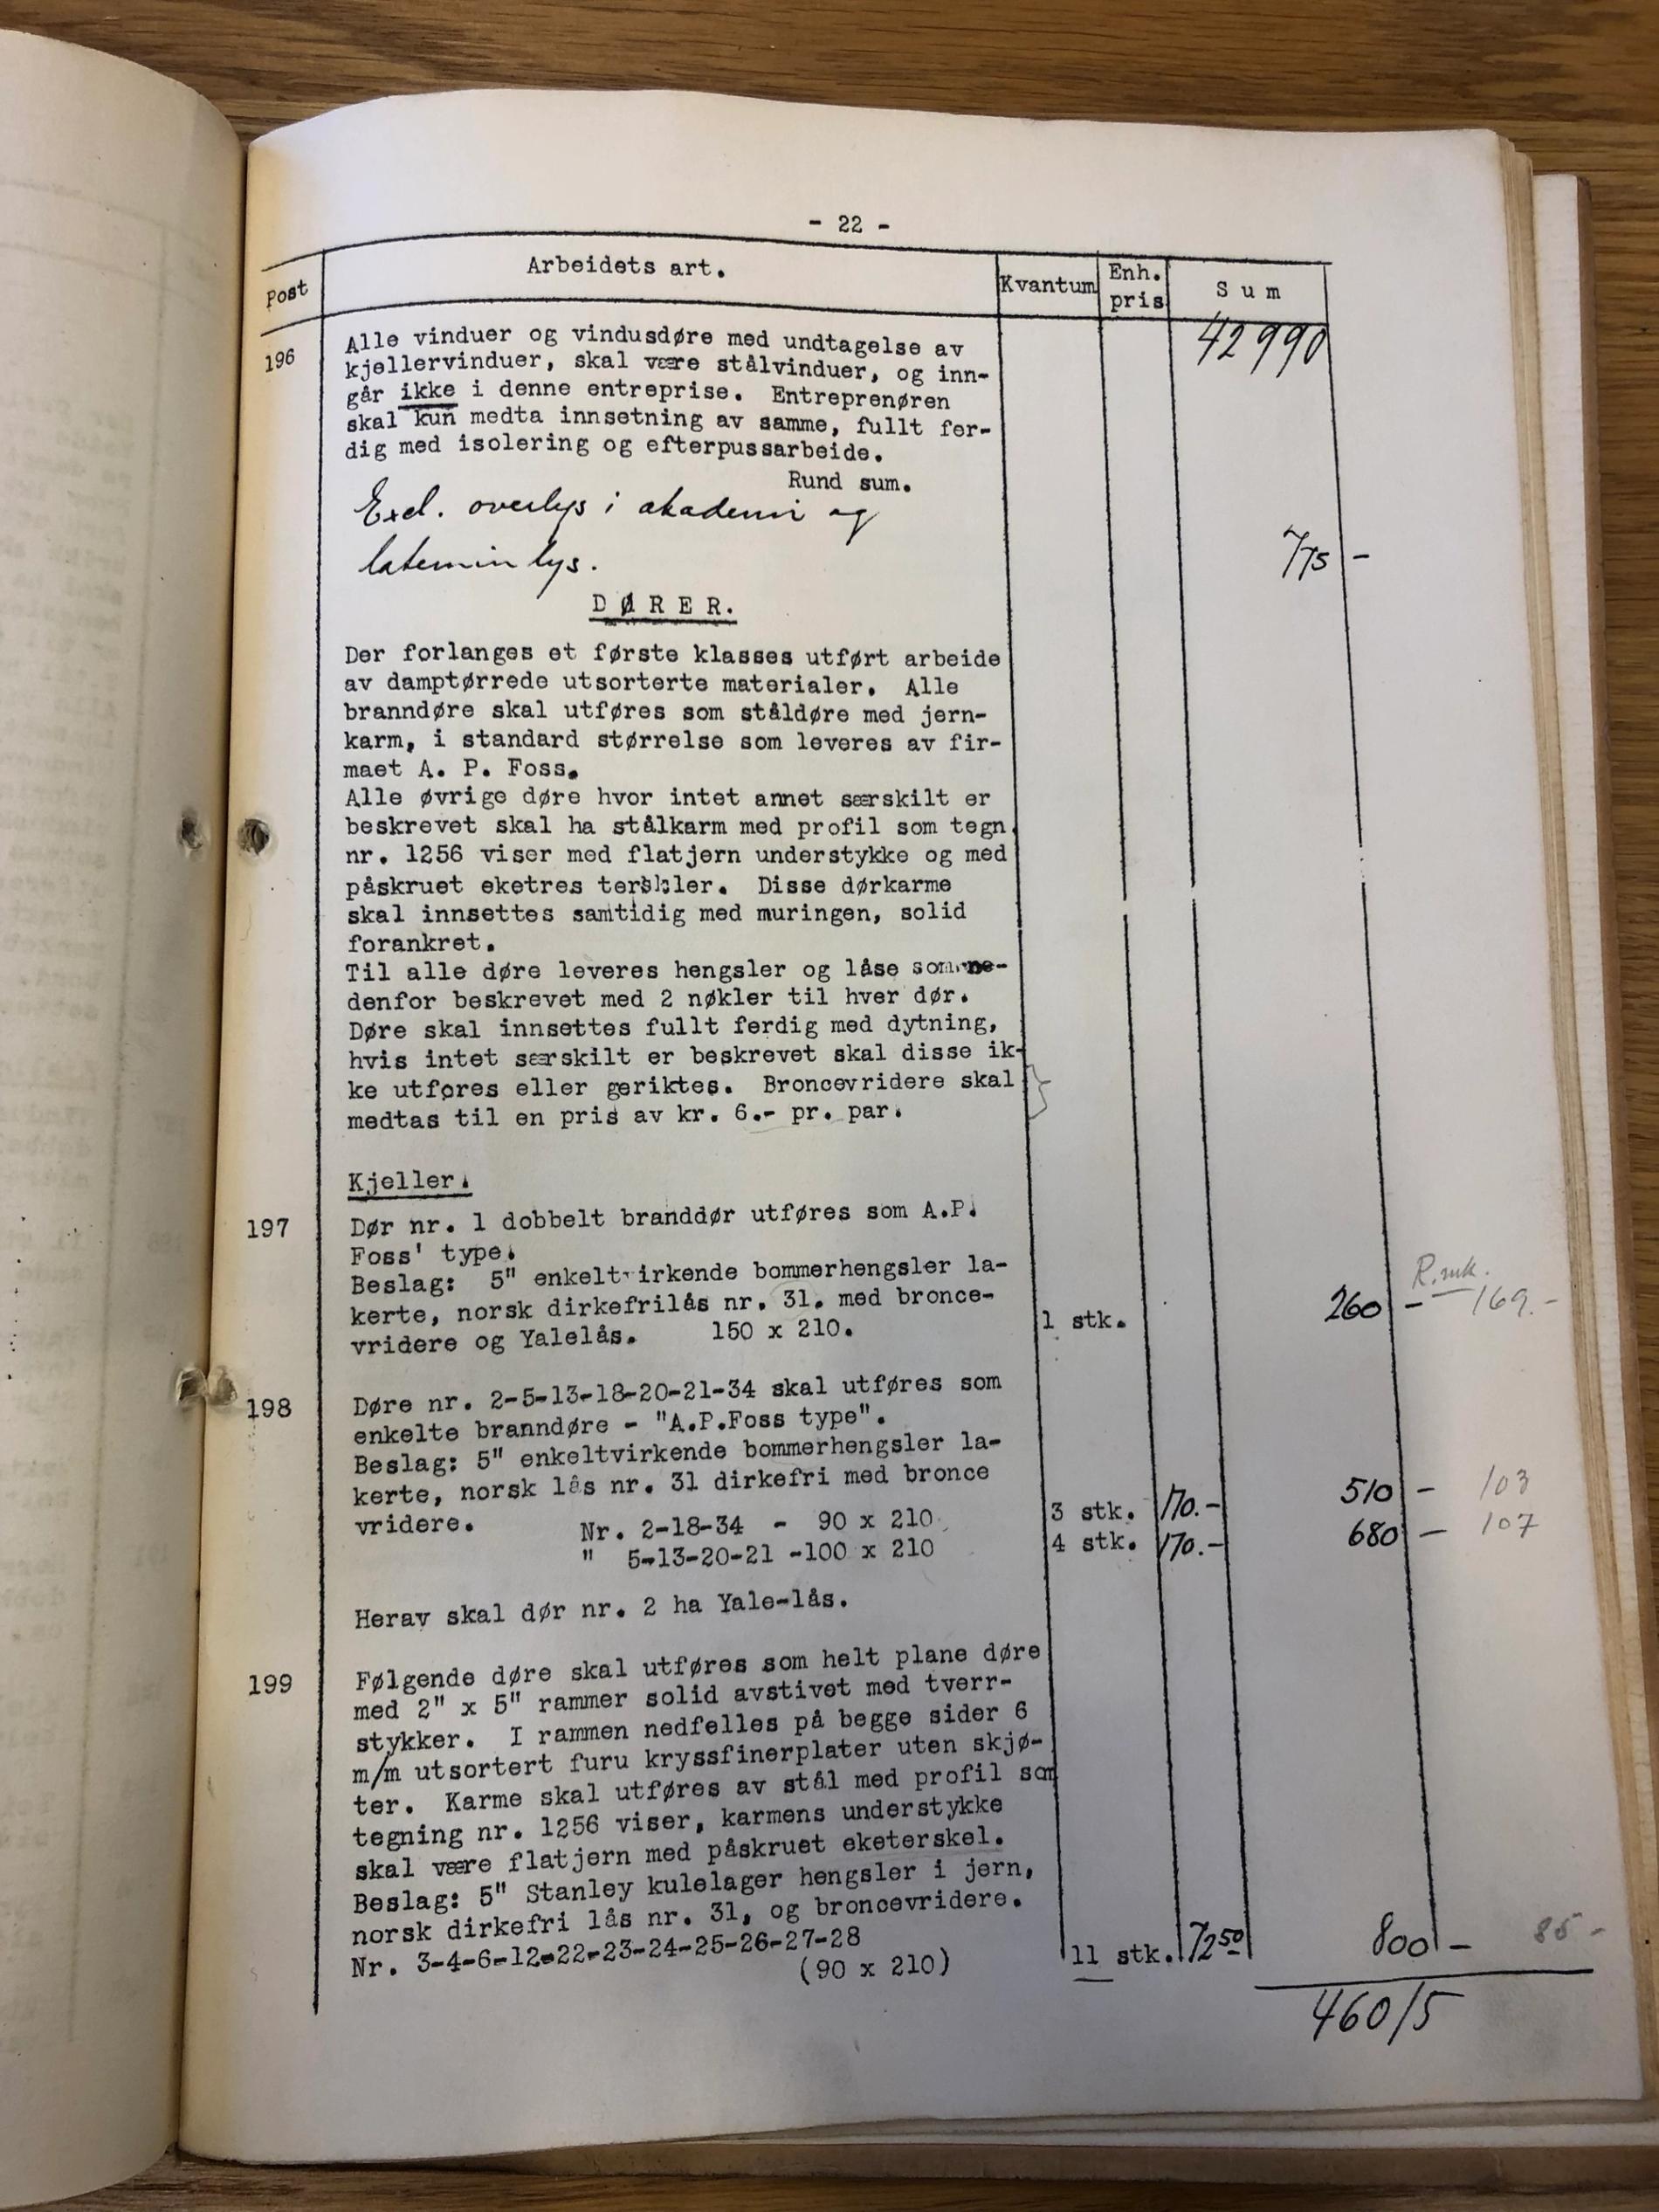 - 22 -
Post
Arbeidets art.
Kvantum
Enh.
pris
Sum
42990
196
Alle vinduer og vindusdøre med undtagelse av
kjellervinduer, skal være stålvinduer, og inn-
går ikke i denne entreprise. Entreprenøren
skal kun medta innsetning av samme, fullt fer-
dig med isolering og efterpussarbeide.
Rund sum.
Excl. overlys i akademi og
lys.
775 -
DØRER.
Der forlanges et første klasses utført arbeide
av damptørrede utsorterte materialer. Alle
branndøre skal utføres som ståldøre med jern-
karm, i standard størrelse som leveres av fir-
maet A. P. Foss.
Alle øvrige døre hvor intet annet særskilt er
beskrevet skal ha stålkarm med profil som tegn.
nr. 1256 viser med flatjern understykke og med
påskruet eketres terskler. Disse dørkarme
skal innsettes samtidig med muringen, solid
forankret.
Til alle døre leveres hengsler og låse som ne-
denfor beskrevet med 2 nøkler til hver dør.
Døre skal innsettes fullt ferdig med dytning,
hvis intet særskilt er beskrevet skal disse ik-
ke utføres eller geriktes. Broncevridere skal
medtas til en pris av kr. 6.- pr. par.
Kjeller.
197
Dør nr. 1 dobbelt branddør utføres som A.P.
Foss' type.
Beslag: 5" enkeltvirkende bommerhengsler la-
kerte, norsk dirkefrilås nr. 31. med bronce-
vridere og Yalelås. 150 x 210.
1 stk.
260 -
R.mk.
169.-
198
Døre nr. 2-5-13-18-20-21-34 skal utføres som
enkelte branndøre - "A.P.Foss type".
Beslag: 5" enkeltvirkende bommerhengsler la-
kerte, norsk lås nr. 31 dirkefri med bronce
vridere. Nr. 2-18-34 - 90 x 210
3 stk. 170.- 510 - 103
" 5-13-20-21 -100 x 210
4 stk. 170.- 680 - 107
Herav skal dør nr. 2 ha Yale-lås.
199
Følgende døre skal utføres som helt plane døre
med 2" x 5" rammer solid avstivet med tverr-
stykker. I rammen nedfelles på begge sider 6
m/m utsortert furu kryssfinerplater uten skjø-
ter. Karme skal utføres av stål med profil som
tegning nr. 1256 viser, karmens understykke
skal være flatjern med påskruet eketerskel.
Beslag: 5" Stanley kulelager hengsler i jern,
norsk dirkefri lås nr. 31, og broncevridere.
Nr. 3-4-6-12-22-23-24-25-26-27-28
(90 x 210)
11 stk. 72 50 800 - 85 -
46015